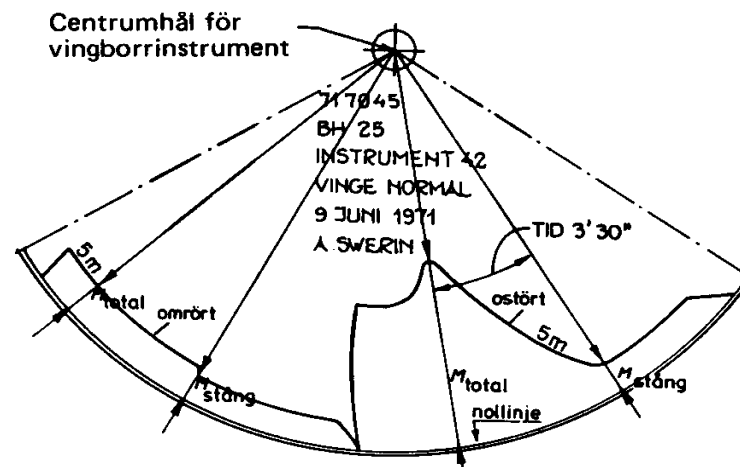 Centrumhål för
vingborrinstrument
717045
BH 25
INSTRUMENT 42
VINGE NORMAL
9 JUNI 1971
A. SWERIN
TID 3'30"
5m
M total
omrört
M stång
ostört
5m
M total
M stång
nollinje